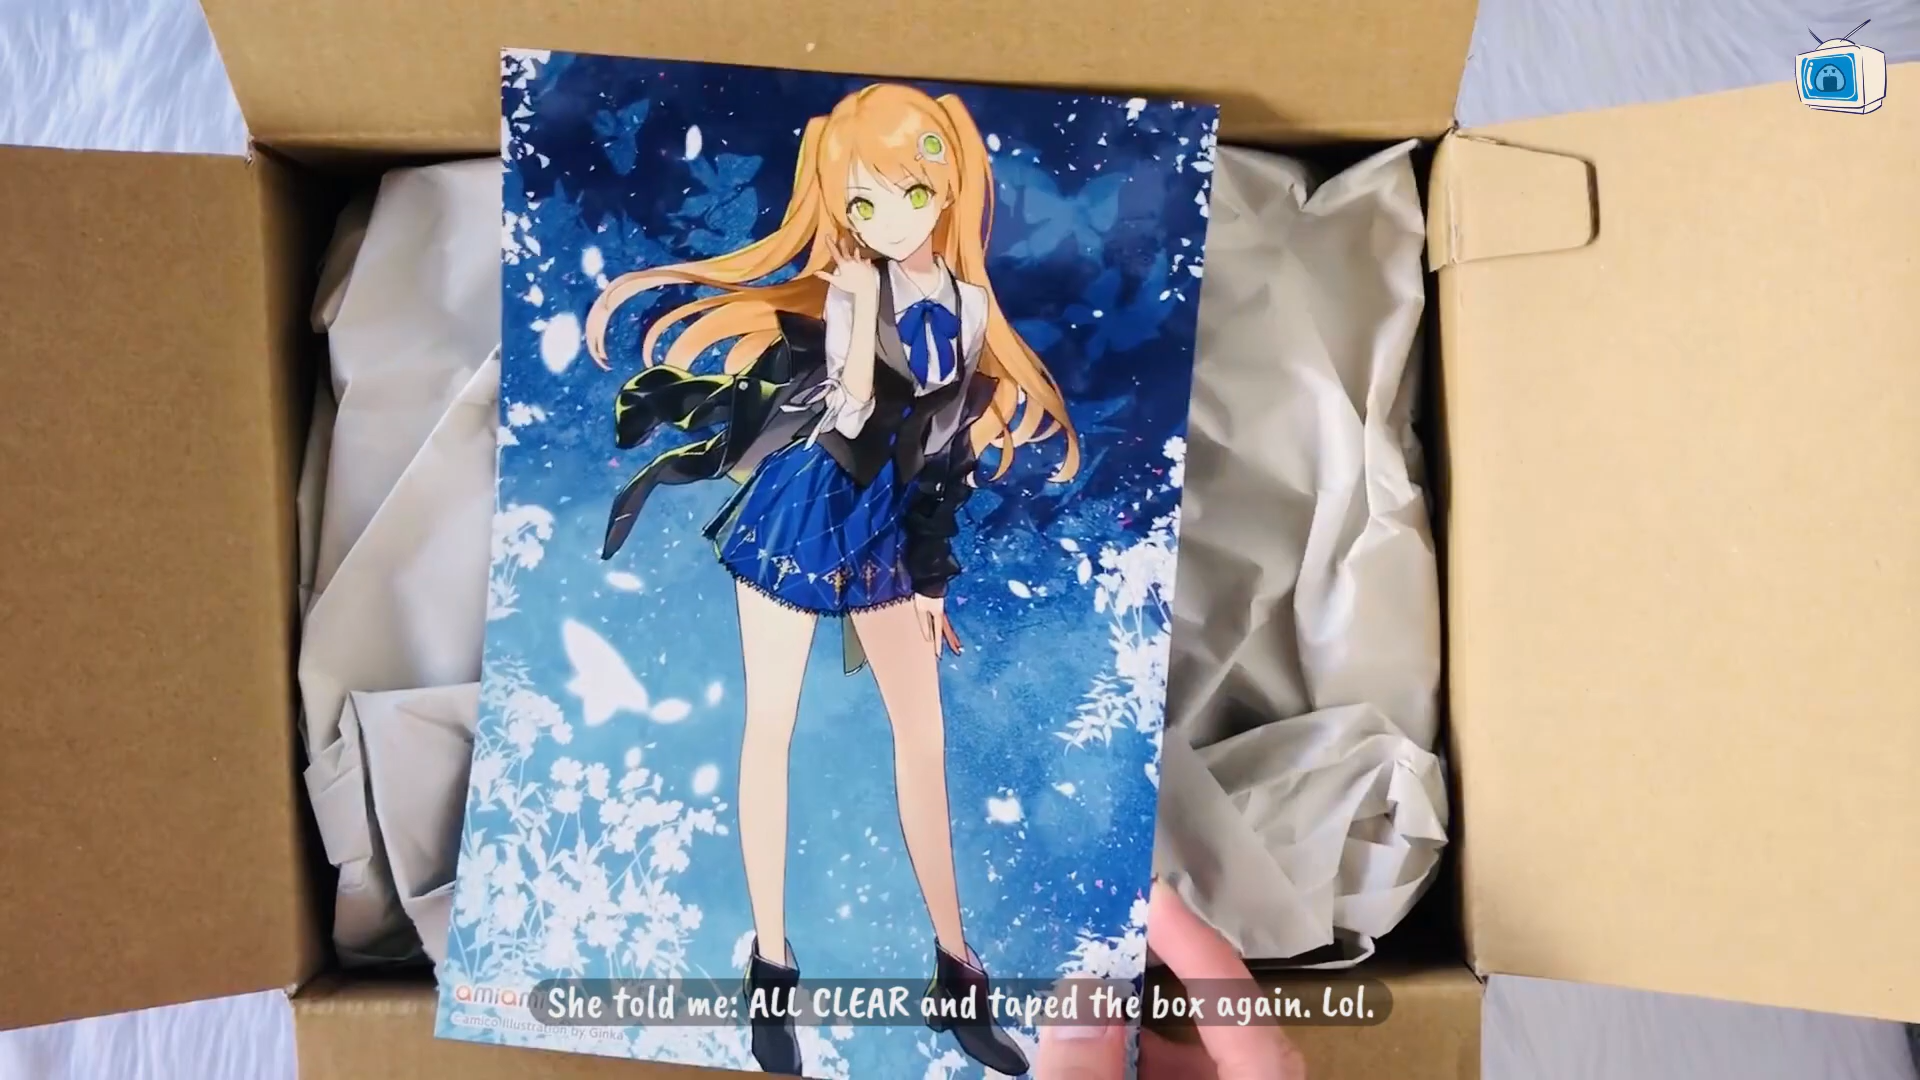 amiami
©amico Illustration by Ginka
She told me: ALL CLEAR and taped the box again. Lol.